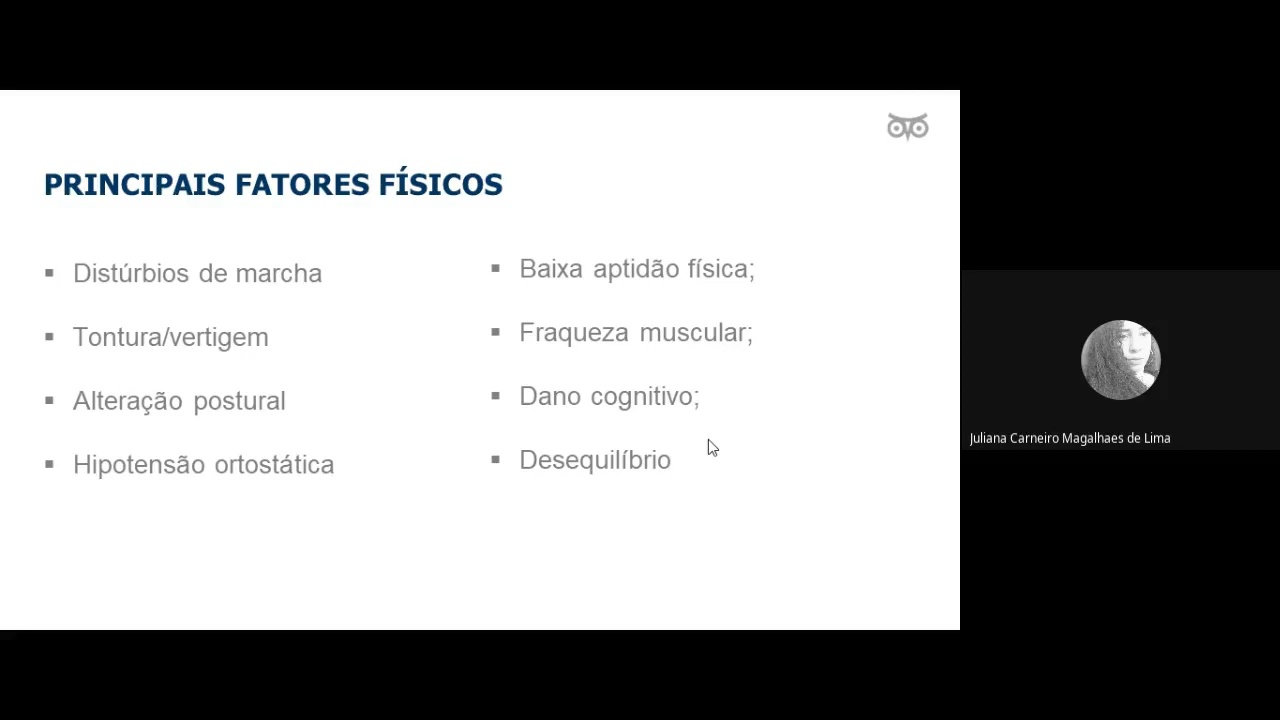 PRINCIPAIS FATORES FÍSICOS
Distúrbios de marcha
Tontura/vertigem
Alteração postural
Hipotensão ortostática
Baixa aptidão física;
Fraqueza muscular;
Dano cognitivo;
Desequilíbrio
Juliana Carneiro Magalhaes de Lima